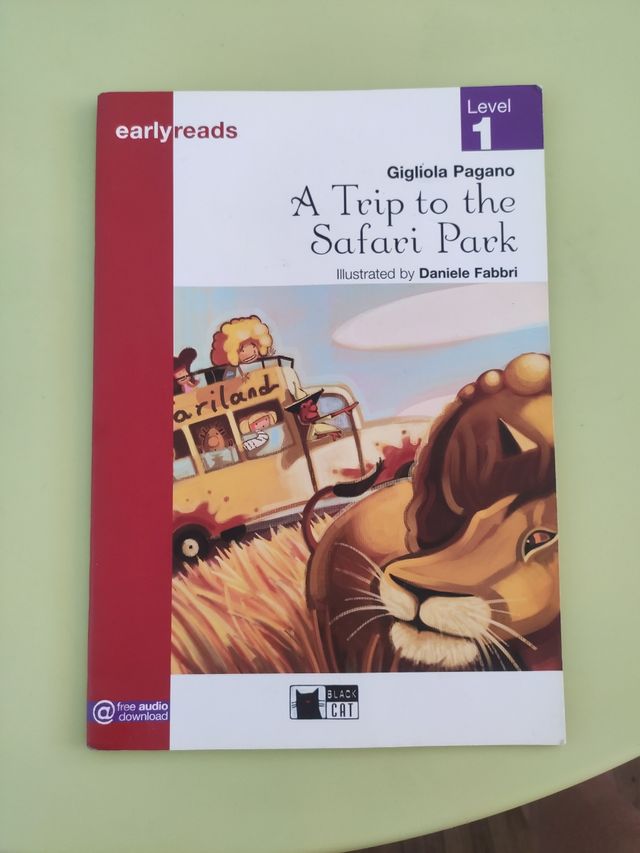 earlyreads
Level
1
Gigliola Pagano
A Trip to the
Safari Park
Illustrated by Daniele Fabbri
ariland
@ free audio
download
BLACK
CAT